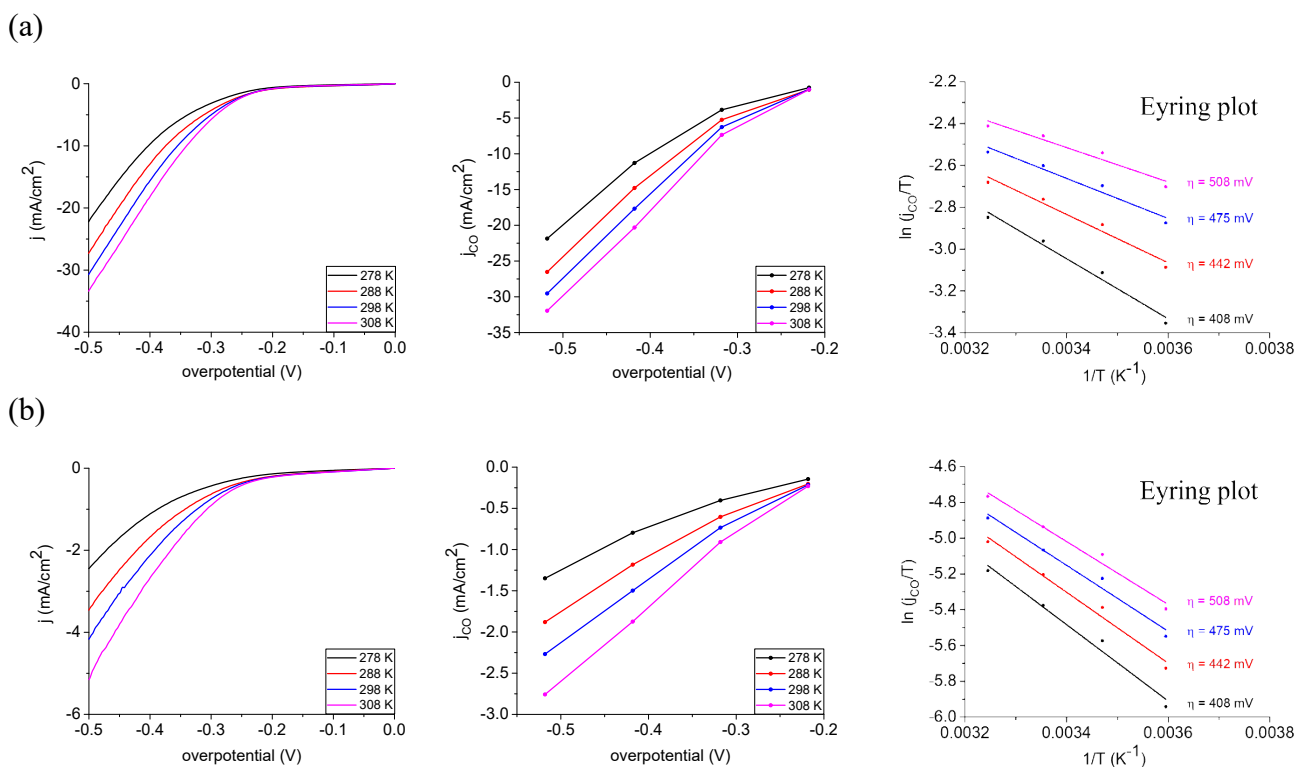 (a)
0
-10
-20
-30
-40
-0.5
-0.4
-0.3
-0.2
-0.1
0.0
j (mA/cm²)
overpotential (V)
278 K
288 K
298 K
308 K
0
-5
-10
-15
-20
-25
-30
-35
-0.5
-0.4
-0.3
-0.2
jCO (mA/cm²)
overpotential (V)
278 K
288 K
298 K
308 K
Eyring plot
-2.2
-2.4
-2.6
-2.8
-3.0
-3.2
-3.4
0.0032
0.0034
0.0036
0.0038
ln (jCO/T)
1/T (K⁻¹)
η = 508 mV
η = 475 mV
η = 442 mV
η = 408 mV
(b)
0
-2
-4
-6
-0.5
-0.4
-0.3
-0.2
-0.1
0.0
j (mA/cm²)
overpotential (V)
278 K
288 K
298 K
308 K
0.0
-0.5
-1.0
-1.5
-2.0
-2.5
-3.0
-0.5
-0.4
-0.3
-0.2
jCO (mA/cm²)
overpotential (V)
278 K
288 K
298 K
308 K
Eyring plot
-4.6
-4.8
-5.0
-5.2
-5.4
-5.6
-5.8
-6.0
0.0032
0.0034
0.0036
0.0038
ln (jCO/T)
1/T (K⁻¹)
η = 508 mV
η = 475 mV
η = 442 mV
η = 408 mV